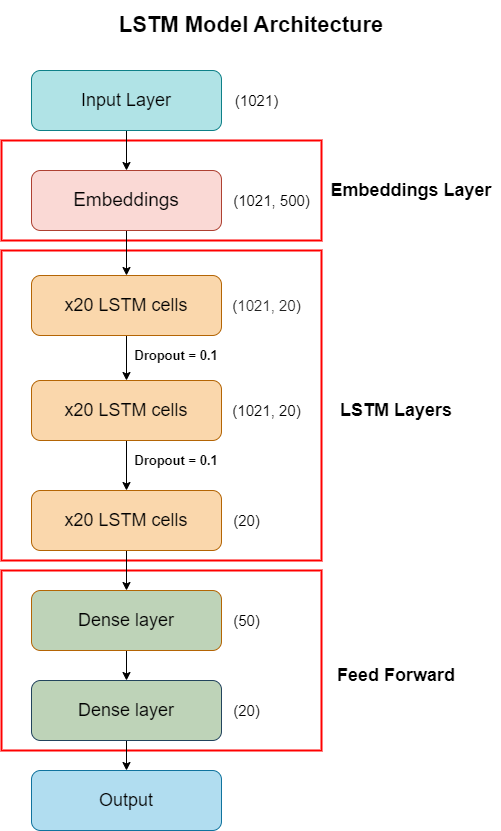 LSTM Model Architecture
Input Layer (1021)
Embeddings (1021, 500)
Embeddings Layer
x20 LSTM cells (1021, 20)
Dropout = 0.1
x20 LSTM cells (1021, 20)
LSTM Layers
Dropout = 0.1
x20 LSTM cells (20)
Dense layer (50)
Feed Forward
Dense layer (20)
Output